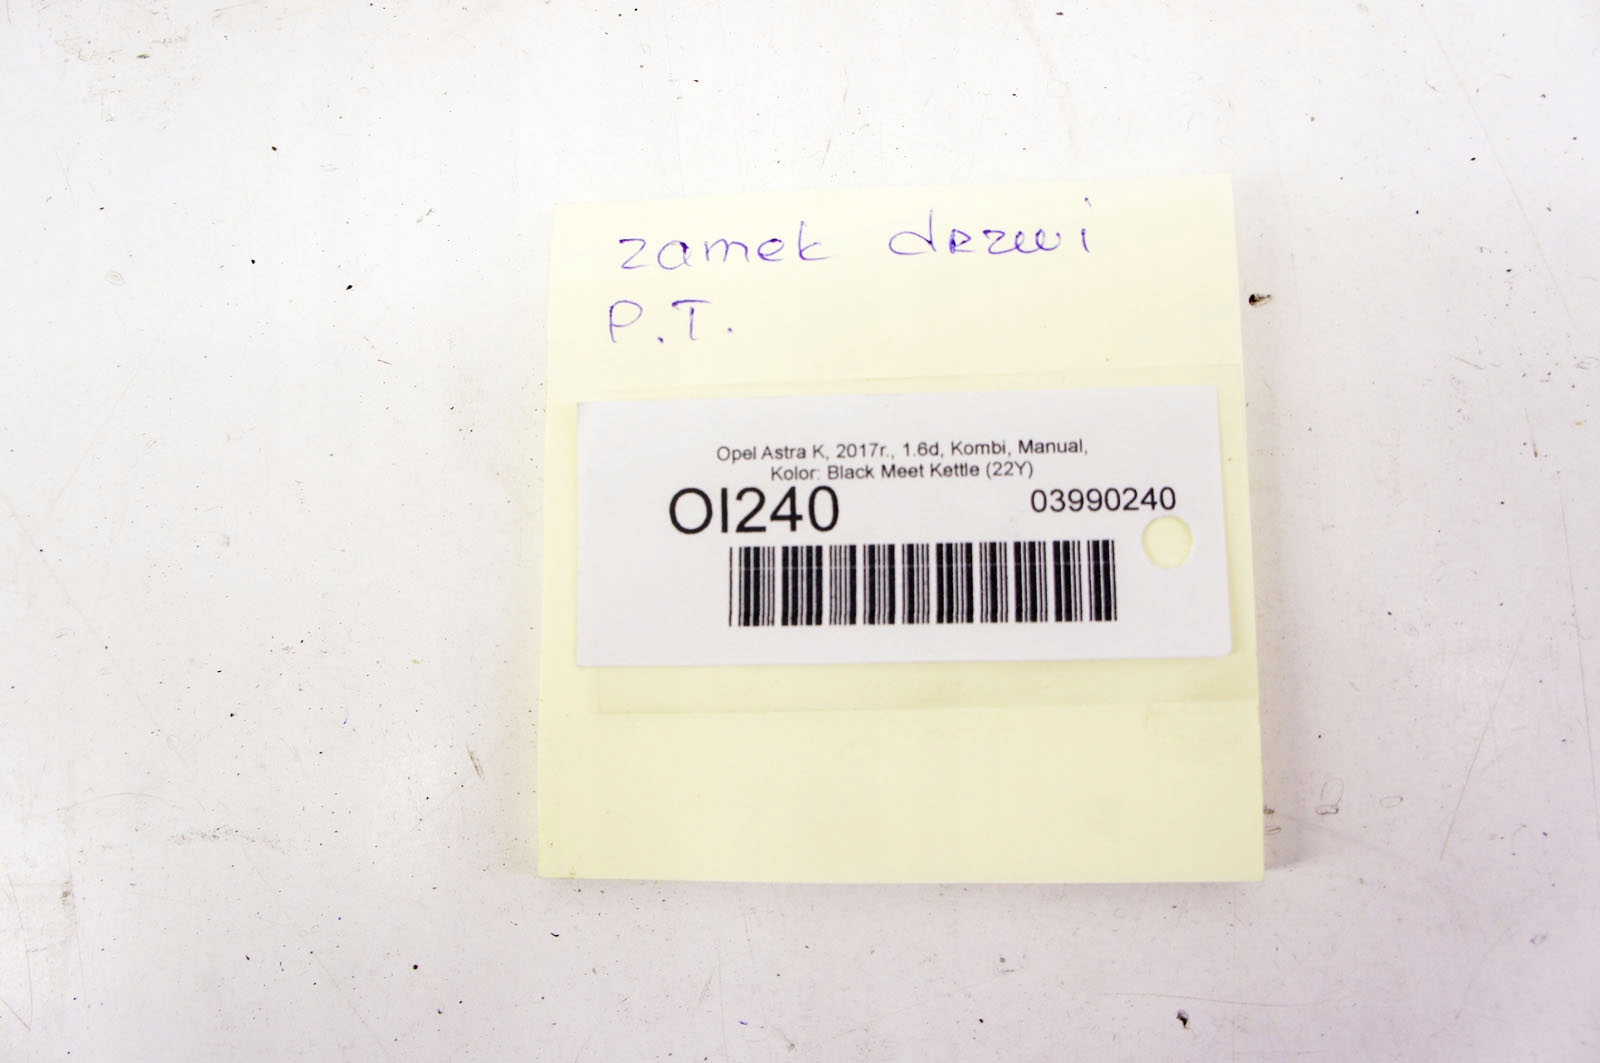 zamek drzwi
P.T.
Opel Astra K, 2017r., 1.6d, Kombi, Manual,
Kolor: Black Meet Kettle (22Y)
OI240 03990240